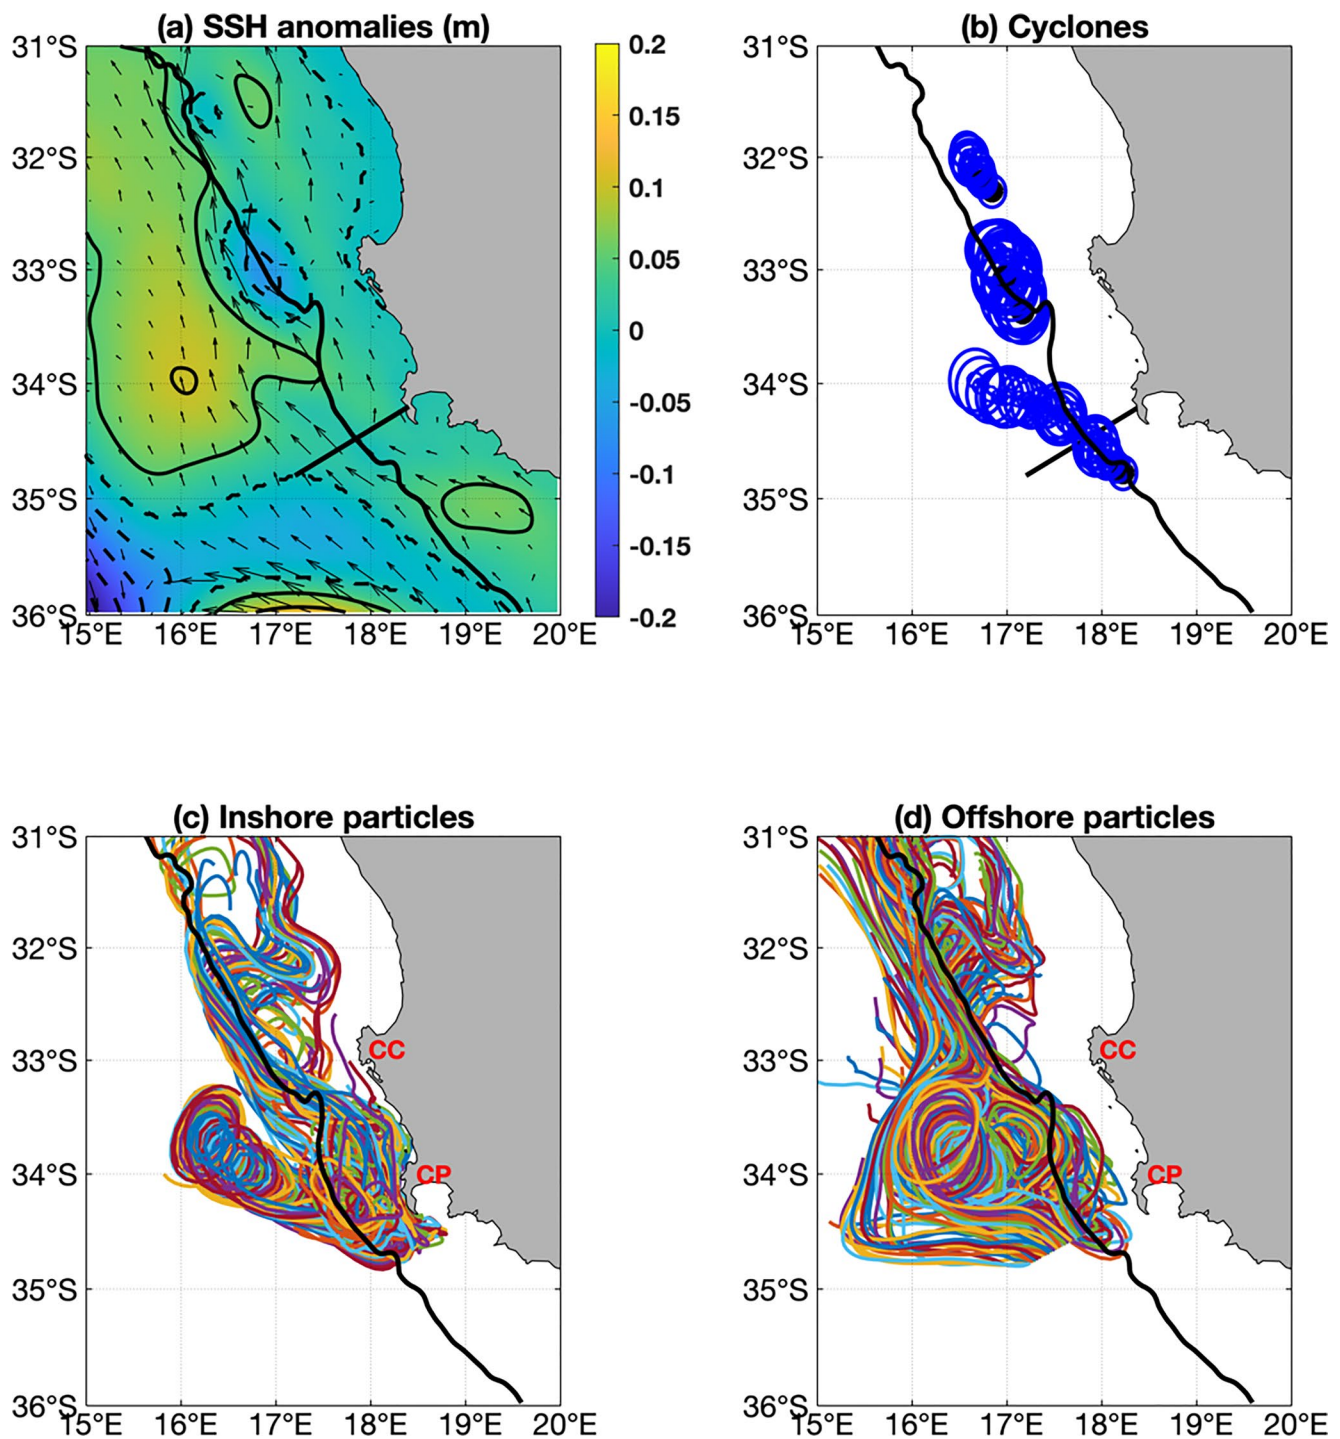 (a) SSH anomalies (m)
31°S
32°S
33°S
34°S
35°S
36°S
15°E 16°E 17°E 18°E 19°E 20°E
0.2
0.15
0.1
0.05
0
-0.05
-0.1
-0.15
-0.2
(b) Cyclones
31°S
32°S
33°S
34°S
35°S
36°S
15°E 16°E 17°E 18°E 19°E 20°E
(c) Inshore particles
31°S
32°S
33°S
34°S
35°S
36°S
CC
CP
15°E 16°E 17°E 18°E 19°E 20°E
(d) Offshore particles
31°S
32°S
33°S
34°S
35°S
36°S
CC
CP
15°E 16°E 17°E 18°E 19°E 20°E